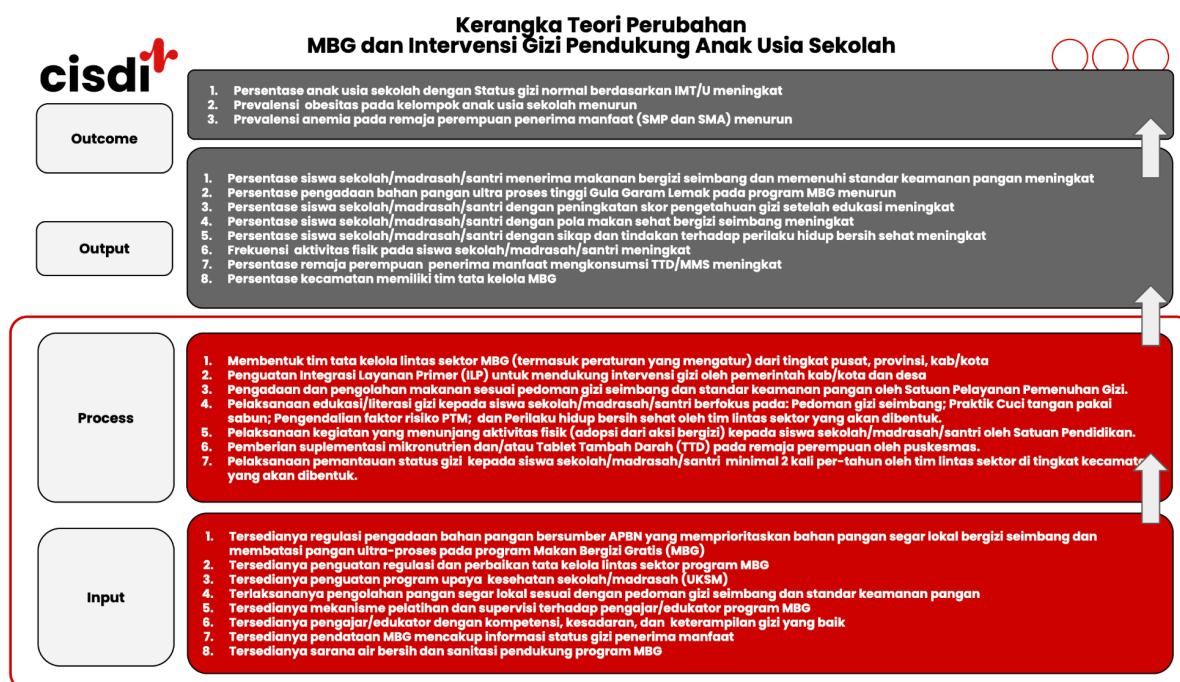 Kerangka Teori Perubahan
MBG dan Intervensi Gizi Pendukung Anak Usia Sekolah
cisdi
Outcome
1. Persentase anak usia sekolah dengan Status gizi normal berdasarkan IMT/U meningkat
2. Prevalensi obesitas pada kelompok anak usia sekolah menurun
3. Prevalensi anemia pada remaja perempuan penerima manfaat (SMP dan SMA) menurun
Output
1. Persentase siswa sekolah/madrasah/santri menerima makanan bergizi seimbang dan memenuhi standar keamanan pangan meningkat
2. Persentase pengadaan bahan pangan ultra proses tinggi Gula Garam Lemak pada program MBG menurun
3. Persentase siswa sekolah/madrasah/santri dengan peningkatan skor pengetahuan gizi setelah edukasi meningkat
4. Persentase siswa sekolah/madrasah/santri dengan pola makan sehat bergizi seimbang meningkat
5. Persentase siswa sekolah/madrasah/santri dengan sikap dan tindakan terhadap perilaku hidup bersih sehat meningkat
6. Frekuensi aktivitas fisik pada siswa sekolah/madrasah/santri meningkat
7. Persentase remaja perempuan penerima manfaat mengkonsumsi TTD/MMS meningkat
8. Persentase kecamatan memiliki tim tata kelola MBG
Process
1. Membentuk tim tata kelola lintas sektor MBG (termasuk peraturan yang mengatur) dari tingkat pusat, provinsi, kab/kota
2. Penguatan Integrasi Layanan Primer (ILP) untuk mendukung intervensi gizi oleh pemerintah kab/kota dan desa
3. Pengadaan dan pengolahan makanan sesuai pedoman gizi seimbang dan standar keamanan pangan oleh Satuan Pelayanan Pemenuhan Gizi.
4. Pelaksanaan edukasi/literasi gizi kepada siswa sekolah/madrasah/santri berfokus pada: Pedoman gizi seimbang; Praktik Cuci tangan pakai
sabun; Pengendalian faktor risiko PTM; dan Perilaku hidup bersih sehat oleh tim lintas sektor yang akan dibentuk.
5. Pelaksanaan kegiatan yang menunjang aktivitas fisik (adopsi dari aksi bergizi) kepada siswa sekolah/madrasah/santri oleh Satuan Pendidikan.
6. Pemberian suplementasi mikronutrien dan/atau Tablet Tambah Darah (TTD) pada remaja perempuan oleh puskesmas.
7. Pelaksanaan pemantauan status gizi kepada siswa sekolah/madrasah/santri minimal 2 kali per-tahun oleh tim lintas sektor di tingkat kecamata
yang akan dibentuk.
Input
1. Tersedianya regulasi pengadaan bahan pangan bersumber APBN yang memprioritaskan bahan pangan segar lokal bergizi seimbang dan
membatasi pangan ultra-proses pada program Makan Bergizi Gratis (MBG)
2. Tersedianya penguatan regulasi dan perbaikan tata kelola lintas sektor program MBG
3. Tersedianya penguatan program upaya kesehatan sekolah/madrasah (UKSM)
4. Terlaksananya pengolahan pangan segar lokal sesuai dengan pedoman gizi seimbang dan standar keamanan pangan
5. Tersedianya mekanisme pelatihan dan supervisi terhadap pengajar/edukator program MBG
6. Tersedianya pengajar/edukator dengan kompetensi, kesadaran, dan keterampilan gizi yang baik
7. Tersedianya pendataan MBG mencakup informasi status gizi penerima manfaat
8. Tersedianya sarana air bersih dan sanitasi pendukung program MBG